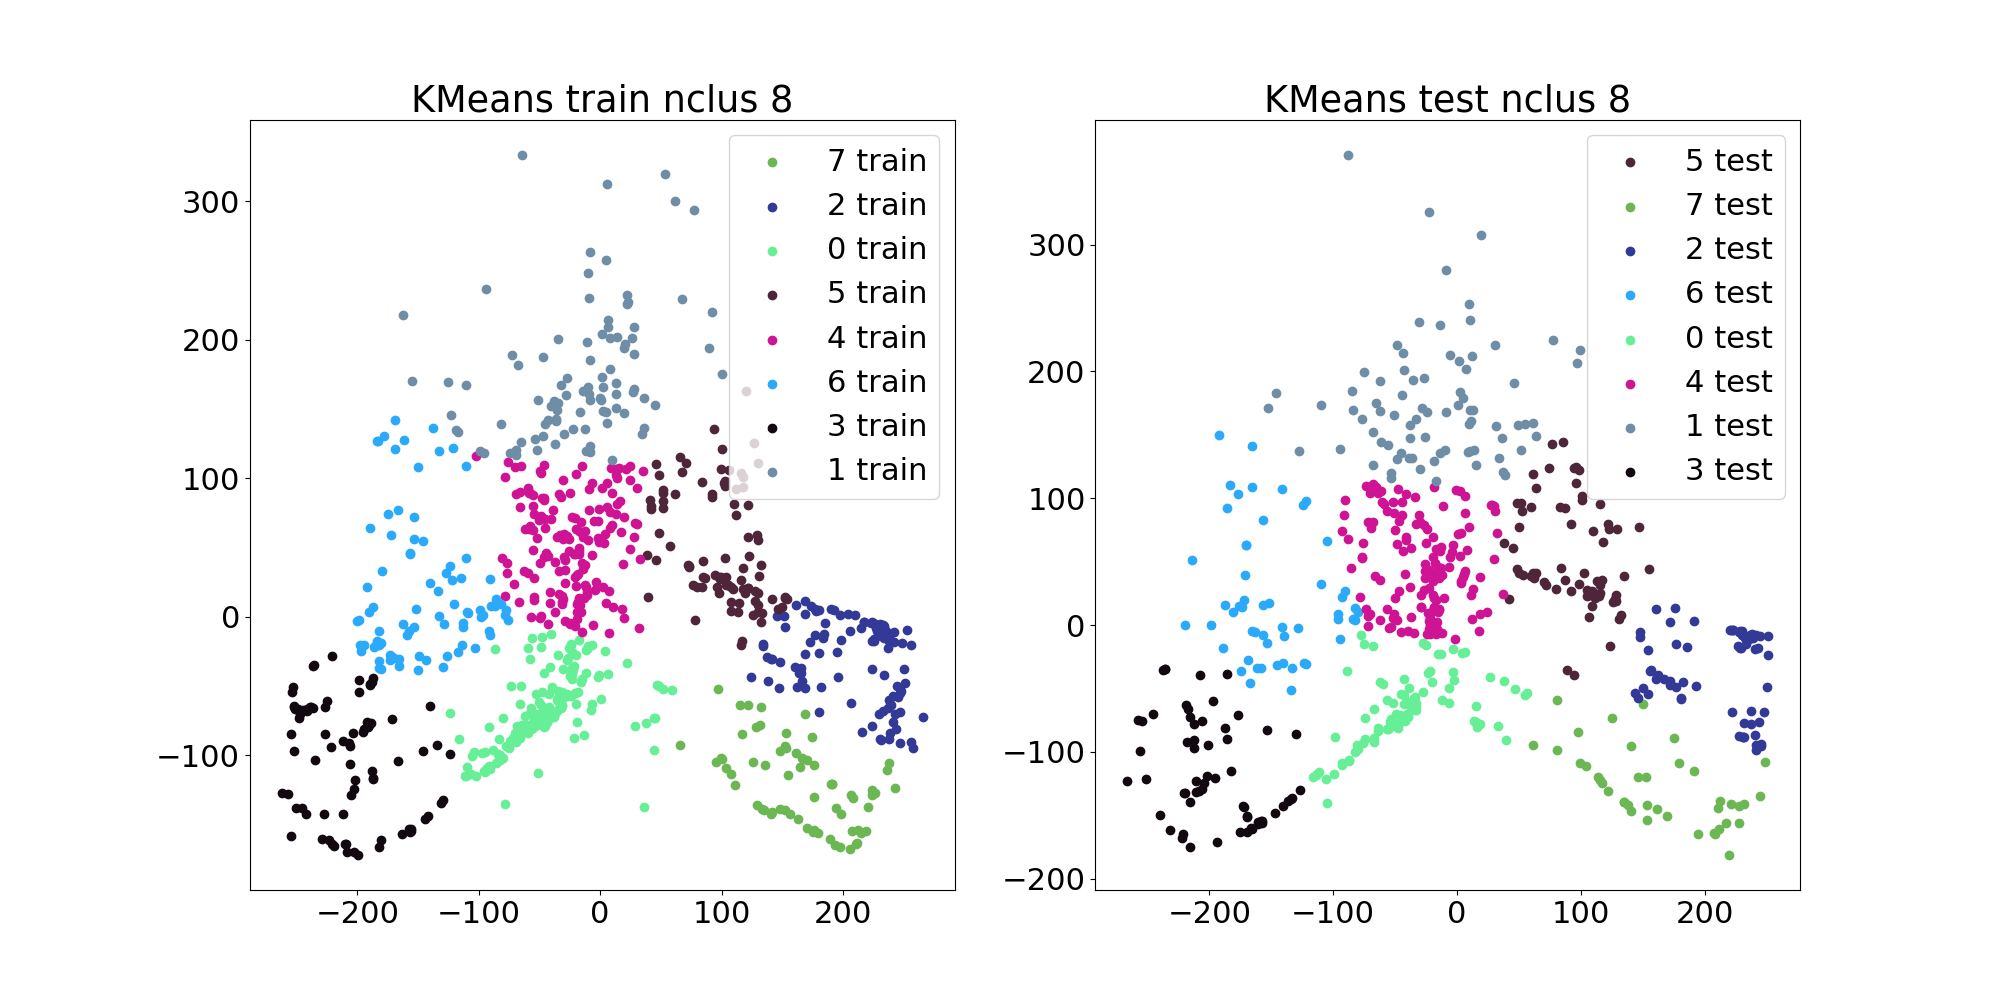 KMeans train nclus 8
300
200
100
0
−100
−200
−100
0
100
200
7 train
2 train
0 train
5 train
4 train
6 train
3 train
1 train
KMeans test nclus 8
300
200
100
0
−100
−200
−200
−100
0
100
200
5 test
7 test
2 test
6 test
0 test
4 test
1 test
3 test